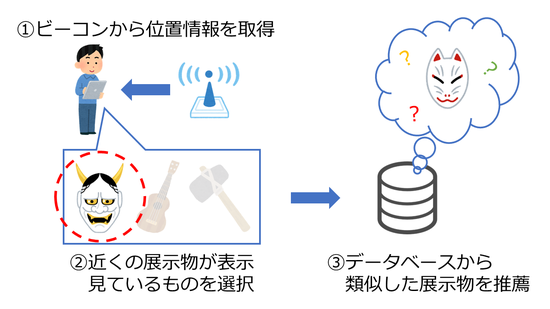 ①ビーコンから位置情報を取得
? ? ?
②近くの展示物が表示
見ているものを選択
③データベースから
類似した展示物を推薦